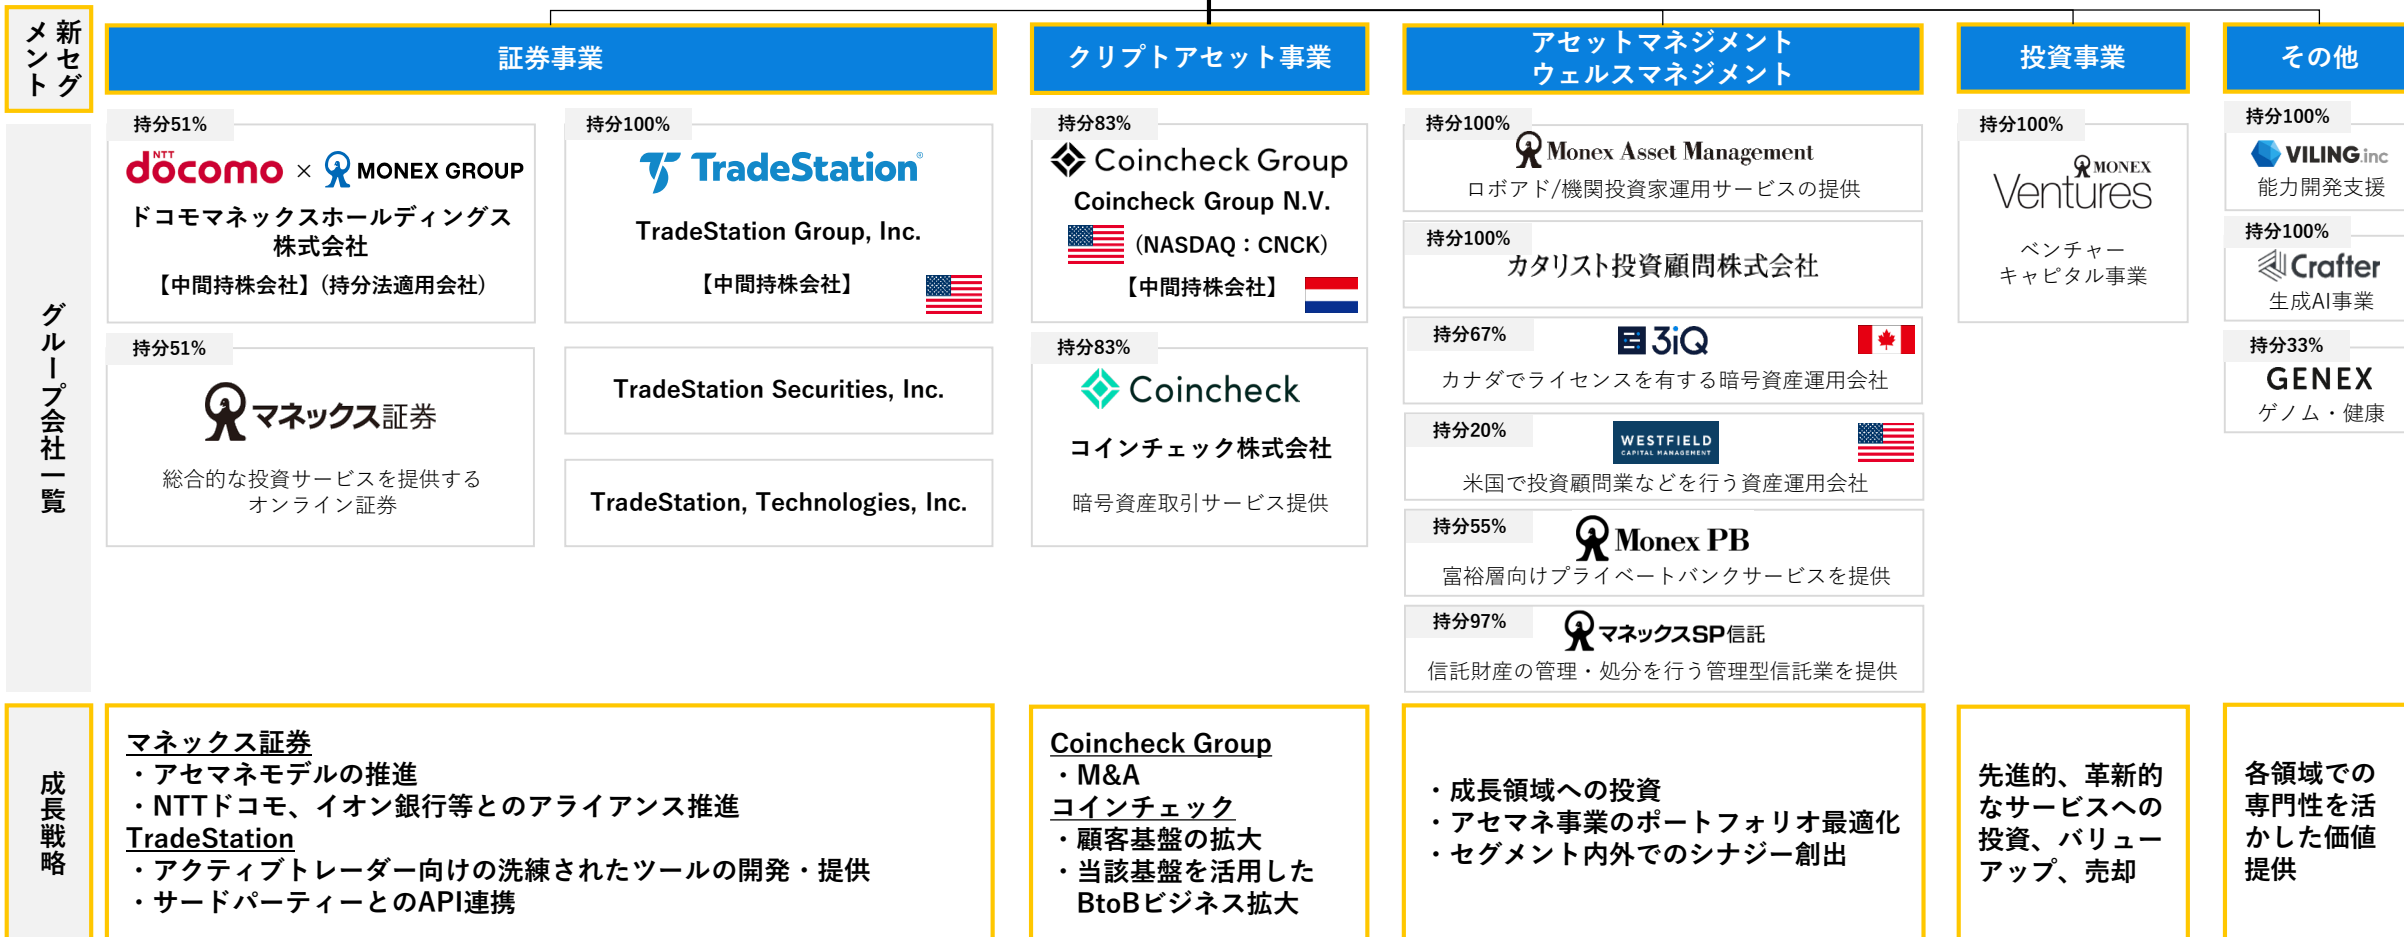 新セグ
メント
証券事業
クリプトアセット事業
アセットマネジメント
ウェルスマネジメント
投資事業
その他
グループ会社一覧
持分51%
NTT
docomo × MONEX GROUP
ドコモマネックスホールディングス
株式会社
【中間持株会社】(持分法適用会社)
持分51%
マネックス証券
総合的な投資サービスを提供する
オンライン証券
持分100%
TradeStation®
TradeStation Group, Inc.
【中間持株会社】
TradeStation Securities, Inc.
TradeStation, Technologies, Inc.
持分83%
Coincheck Group
Coincheck Group N.V.
(NASDAQ：CNCK)
【中間持株会社】
持分83%
Coincheck
コインチェック株式会社
暗号資産取引サービス提供
持分100%
Monex Asset Management
ロボアド/機関投資家運用サービスの提供
持分100%
カタリスト投資顧問株式会社
持分67%
3iQ
カナダでライセンスを有する暗号資産運用会社
持分20%
WESTFIELD
CAPITAL MANAGEMENT
米国で投資顧問業などを行う資産運用会社
持分55%
Monex PB
富裕層向けプライベートバンクサービスを提供
持分97%
マネックスSP信託
信託財産の管理・処分を行う管理型信託業を提供
持分100%
MONEX
Ventures
ベンチャー
キャピタル事業
持分100%
VILING.inc
能力開発支援
持分100%
Crafter
生成AI事業
持分33%
GENEX
ゲノム・健康
成長戦略
マネックス証券
・アセマネモデルの推進
・NTTドコモ、イオン銀行等とのアライアンス推進
TradeStation
・アクティブトレーダー向けの洗練されたツールの開発・提供
・サードパーティーとのAPI連携
Coincheck Group
・M&A
コインチェック
・顧客基盤の拡大
・当該基盤を活用した
BtoBビジネス拡大
・成長領域への投資
・アセマネ事業のポートフォリオ最適化
・セグメント内外でのシナジー創出
先進的、革新的
なサービスへの
投資、バリュー
アップ、売却
各領域での
専門性を活
かした価値
提供